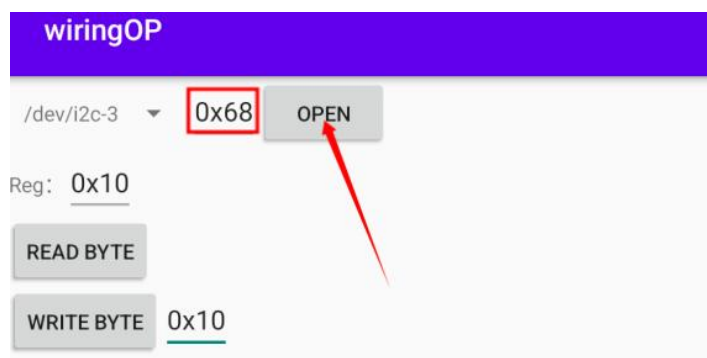 wiringOP
/dev/i2c-3 0x68 OPEN
Reg: 0x10
READ BYTE
WRITE BYTE 0x10